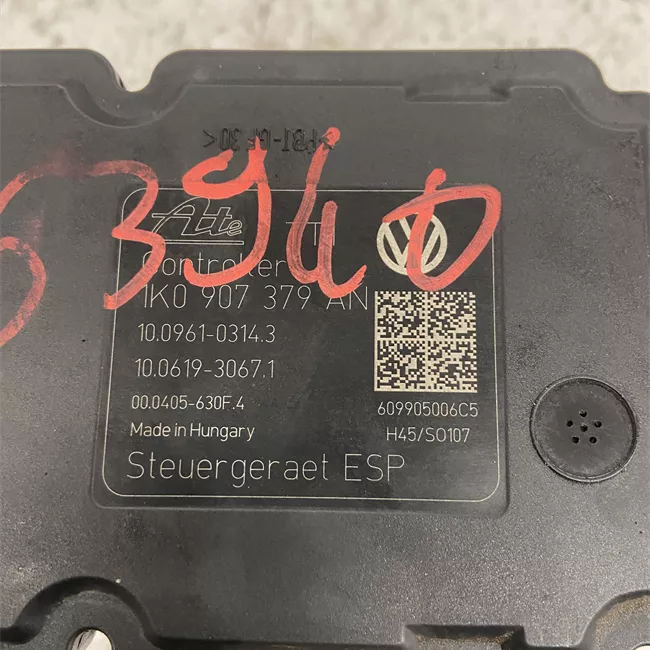 >PBT-GF30<
53940
Ate
Controller
1K0 907 379 AN
10.0961-0314.3
10.0619-3067.1
00.0405-630F.4
609905006C5
Made in Hungary
H45/SO107
Steuergeraet ESP